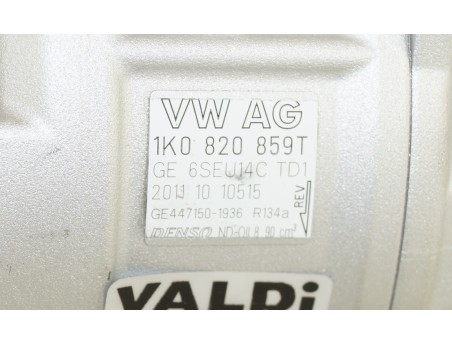 VW AG
1K0 820 859T
GE 6SEU14C TD1
2011 10 10515
GE447150-1936 R134a
REV
DENSO ND-OIL8 90 cm³
VALDi